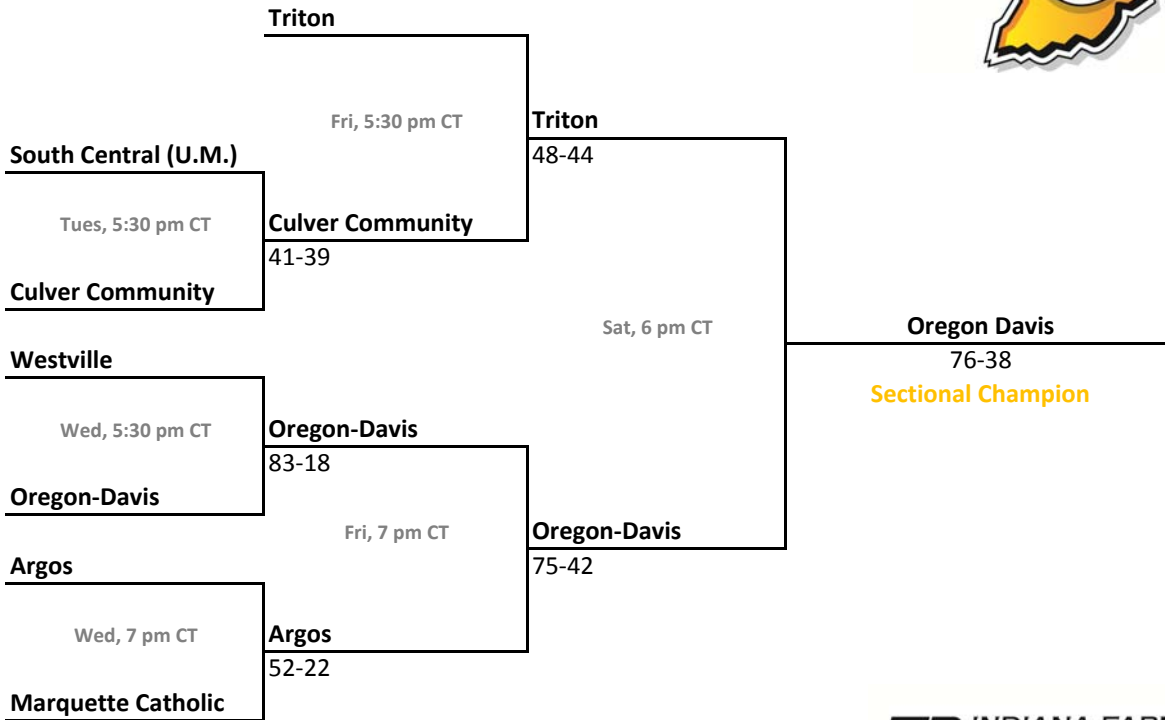 Triton
Fri, 5:30 pm CT
Triton
South Central (U.M.)
48-44
Tues, 5:30 pm CT
Culver Community
41-39
Culver Community
Sat, 6 pm CT
Oregon Davis
Westville
76-38
Sectional Champion
Wed, 5:30 pm CT
Oregon-Davis
83-18
Oregon-Davis
Fri, 7 pm CT
Oregon-Davis
Argos
75-42
Wed, 7 pm CT
Argos
52-22
Marquette Catholic
INDIANA